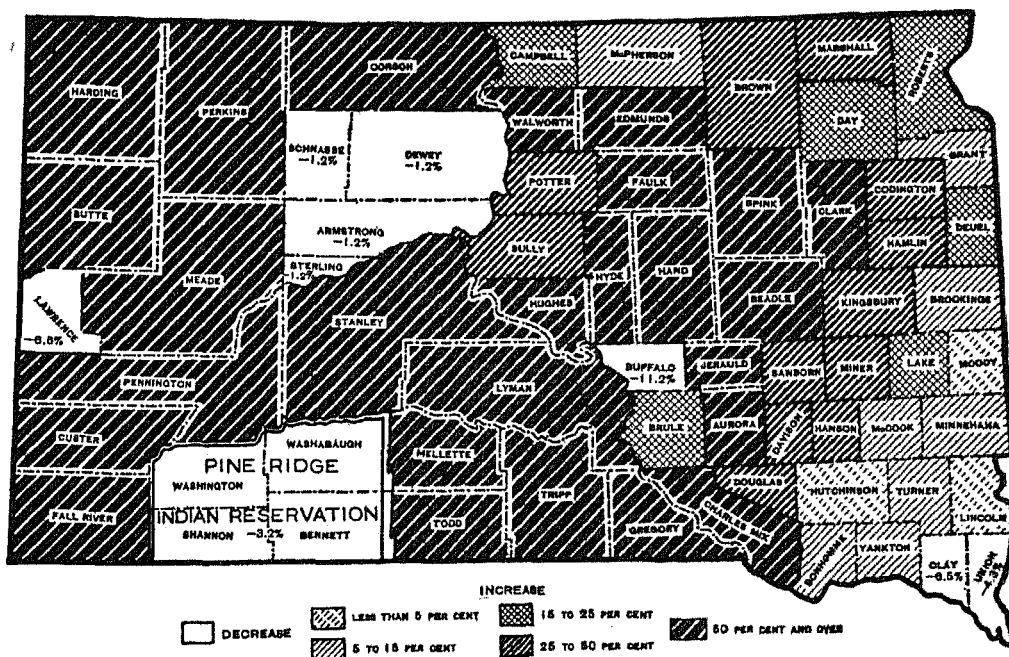 CAMPBELL
McPHERSON
BROWN
MARSHALL
ROBERTS
CORSON
HARDING
PERKINS
WALWORTH
EDMUNDS
DAY
SCHNASSE
—1.2%
DEWEY
—1.2%
GRANT
POTTER
FAULK
SPINK
CODINGTON
BUTTE
CLARK
DEUEL
ARMSTRONG
—1.2%
SULLY
HAMLIN
STERLING
—1.2%
MEADE
HYDE
HAND
LAWRENCE
—6.8%
HUGHES
BEADLE
KINGSBURY
BROOKINGS
STANLEY
BUFFALO
—11.2%
JERAULD
SANBORN
MINER
LAKE
MOODY
PENNINGTON
LYMAN
CUSTER
BRULE
AURORA
DAVISON
HANSON
McCOOK
MINNEHAHA
WASHABAUGH
MELLETTE
PINE RIDGE
WASHINGTON
DOUGLAS
HUTCHINSON
TURNER
LINCOLN
FALL RIVER
INDIAN RESERVATION
SHANNON
—3.2%
BENNETT
TODD
TRIPP
GREGORY
CHARLES MIX
BONHOMME
YANKTON
CLAY
—6.5%
UNION
INCREASE
DECREASE
LESS THAN 5 PER CENT
5 TO 15 PER CENT
15 TO 25 PER CENT
25 TO 50 PER CENT
50 PER CENT AND OVER